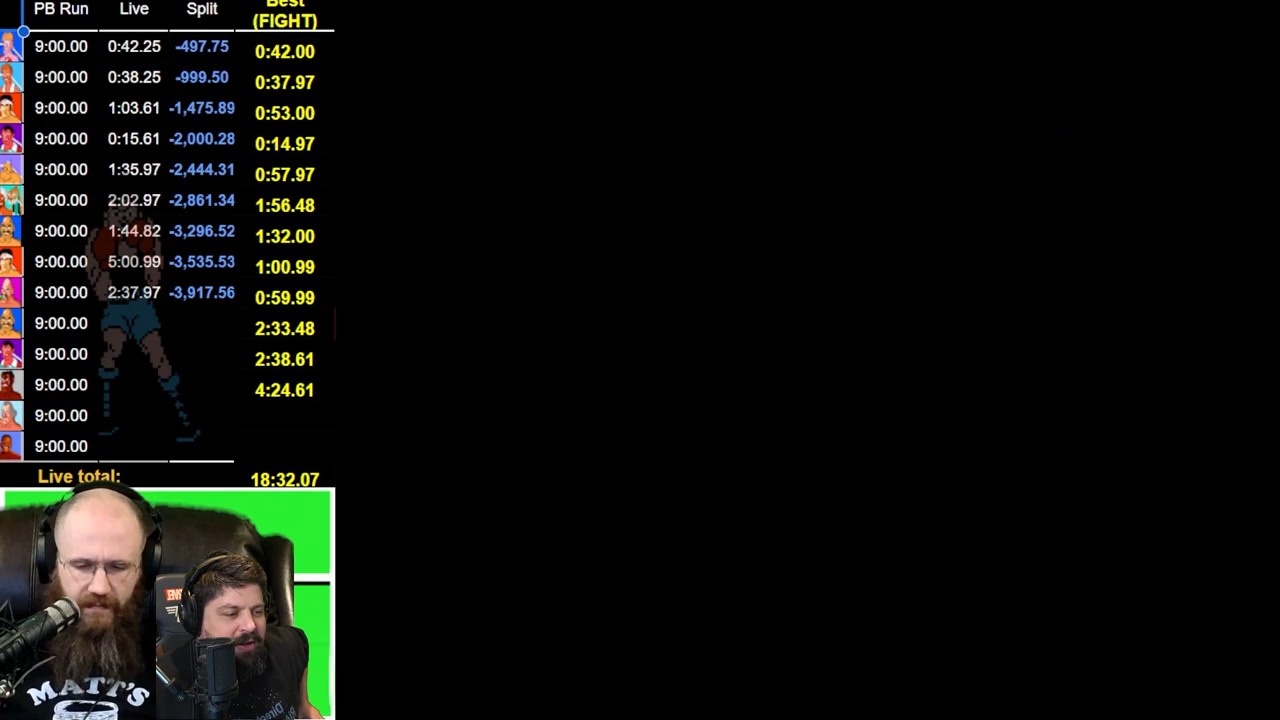 PB Run Live Split Best
(FIGHT)
9:00.00 0:42.25 -497.75 0:42.00
9:00.00 0:38.25 -999.50 0:37.97
9:00.00 1:03.61 -1,475.89 0:53.00
9:00.00 0:15.61 -2,000.28 0:14.97
9:00.00 1:35.97 -2,444.31 0:57.97
9:00.00 2:02.97 -2,861.34 1:56.48
9:00.00 1:44.82 -3,296.52 1:32.00
9:00.00 5:00.99 -3,535.53 1:00.99
9:00.00 2:37.97 -3,917.56 0:59.99
9:00.00 2:33.48
9:00.00 2:38.61
9:00.00 4:24.61
9:00.00
9:00.00
Live total: 18:32.07
MATT'S